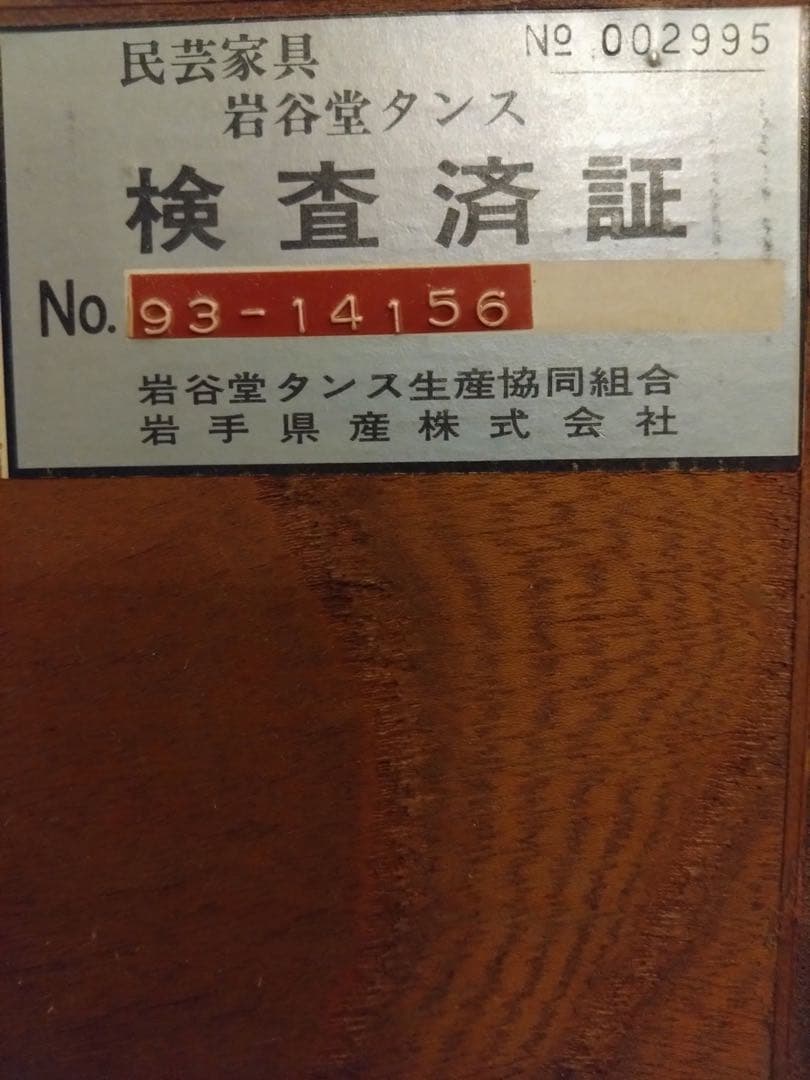 民芸家具
№ 002995
岩谷堂タンス
検査済証
No. 93-14156
岩谷堂タンス生産協同組合
岩手県産株式会社